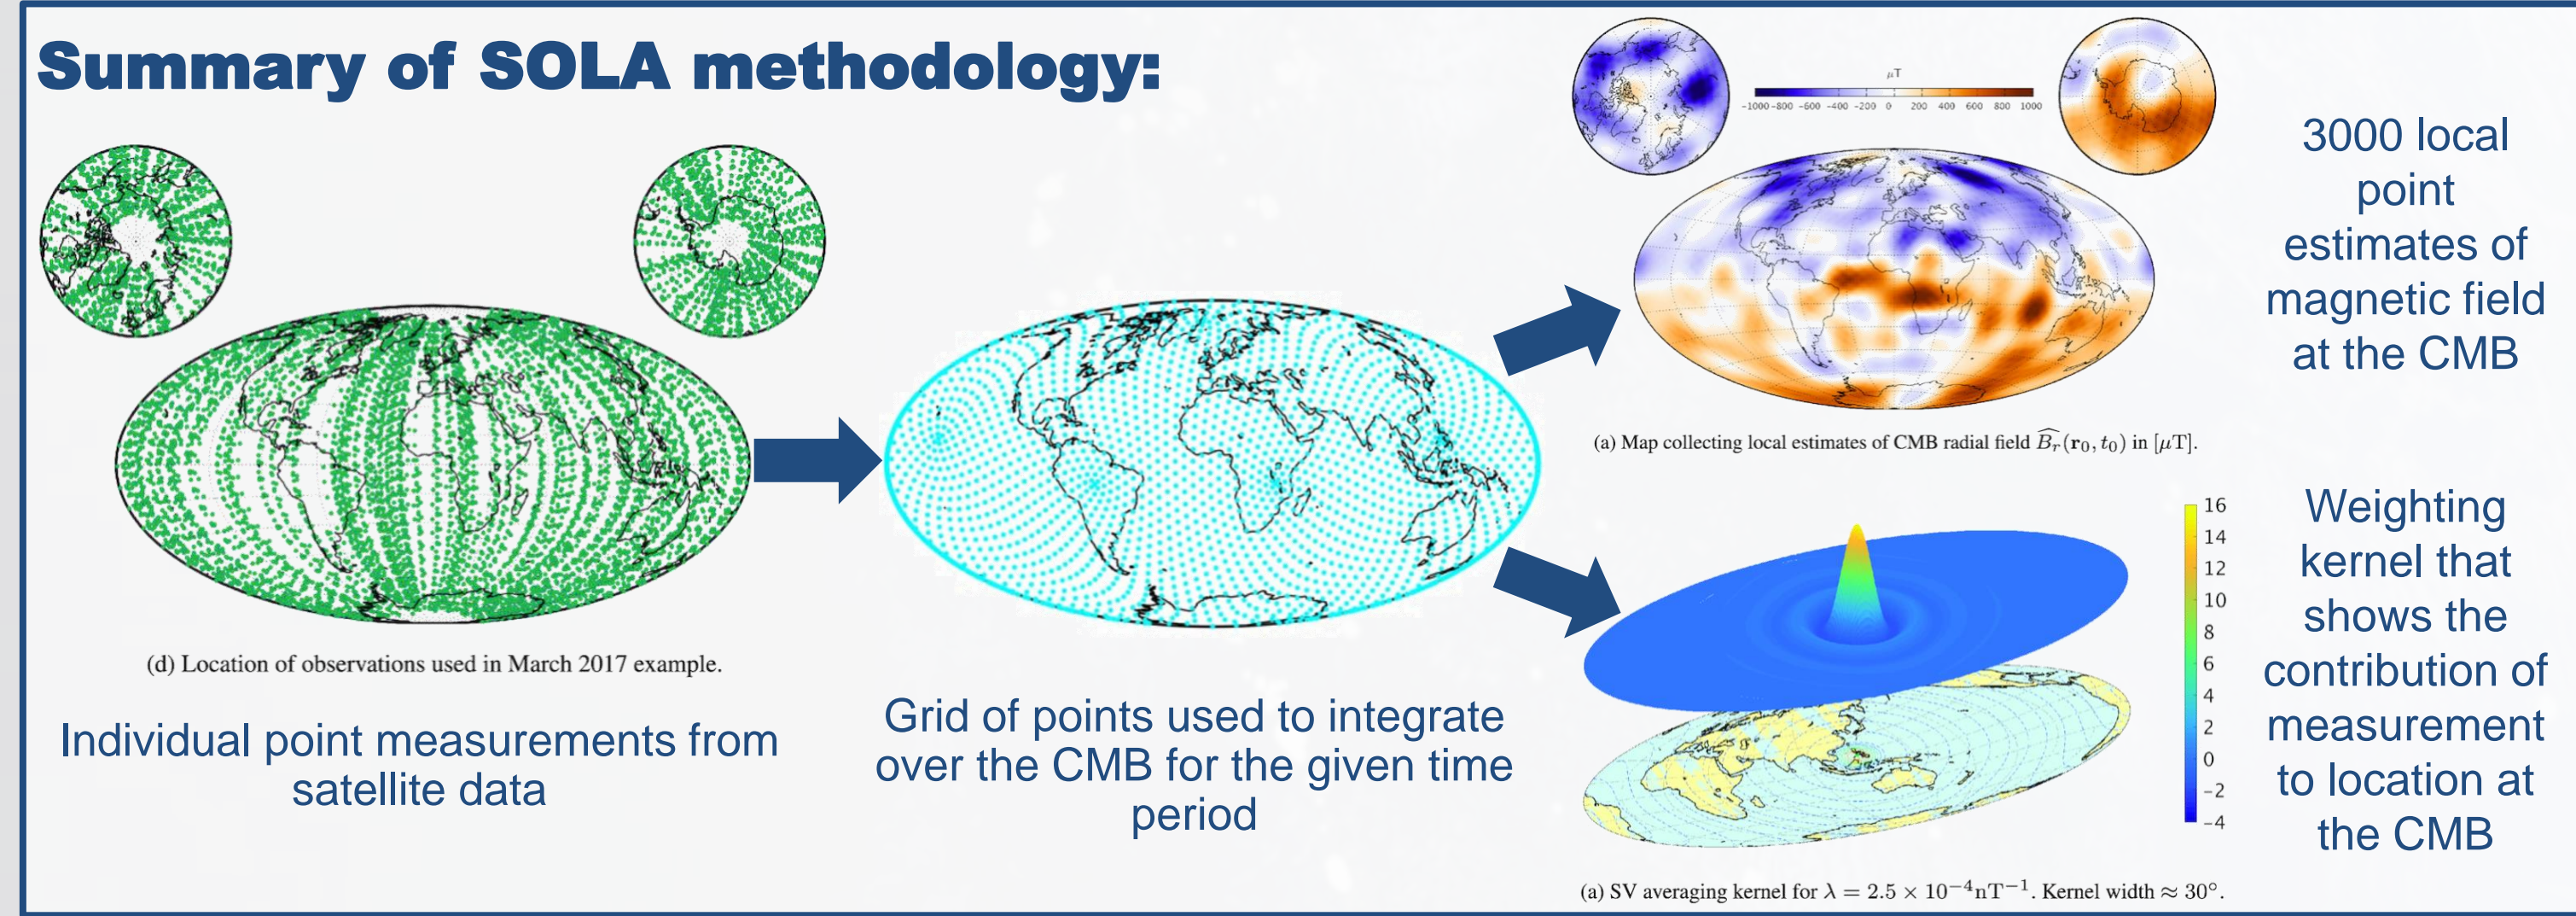 Summary of SOLA methodology:
(d) Location of observations used in March 2017 example.
Individual point measurements from
satellite data
Grid of points used to integrate
over the CMB for the given time
period
μT
-1000 -800 -600 -400 -200 0 200 400 600 800 1000
(a) Map collecting local estimates of CMB radial field $\widehat{B_r}(\mathbf{r}_0, t_0)$ in [μT].
3000 local
point
estimates of
magnetic field
at the CMB
16
14
12
10
8
6
4
2
0
−2
−4
(a) SV averaging kernel for λ = 2.5 × 10⁻⁴nT⁻¹. Kernel width ≈ 30°.
Weighting
kernel that
shows the
contribution of
measurement
to location at
the CMB